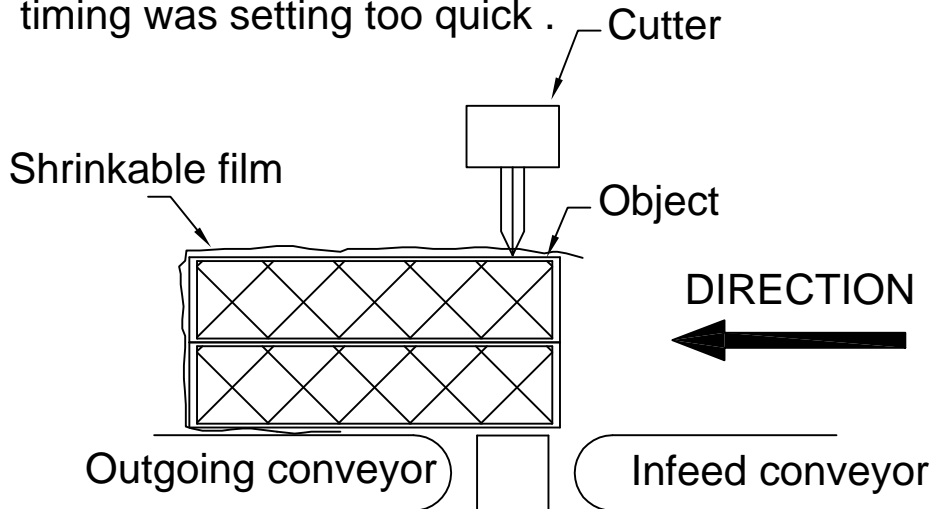 timing was setting too quick .
Cutter
Shrinkable film
Object
DIRECTION
Outgoing conveyor
Infeed conveyor